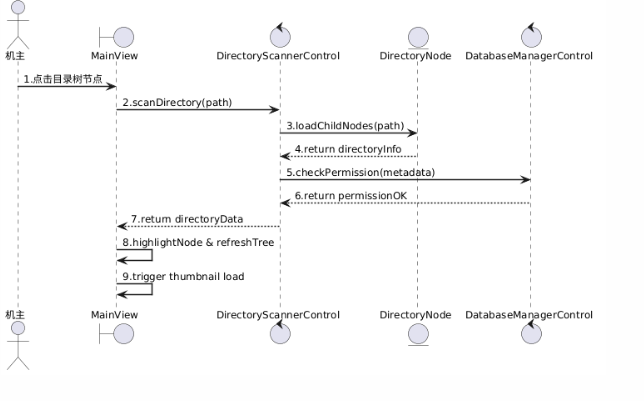 机主
MainView
DirectoryScannerControl
DirectoryNode
DatabaseManagerControl
1.点击目录树节点
2.scanDirectory(path)
3.loadChildNodes(path)
4.return directoryInfo
5.checkPermission(metadata)
6.return permissionOK
7.return directoryData
8.highlightNode & refreshTree
9.trigger thumbnail load
机主
MainView
DirectoryScannerControl
DirectoryNode
DatabaseManagerControl